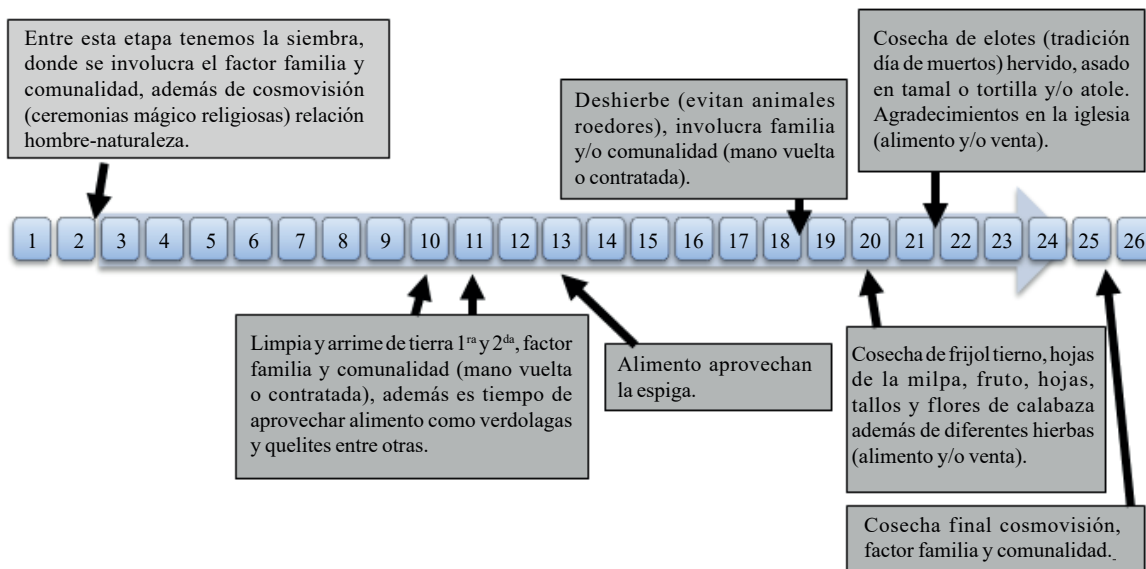 Entre esta etapa tenemos la siembra,
donde se involucra el factor familia y
comunalidad, además de cosmovisión
(ceremonias mágico religiosas) relación
hombre-naturaleza.
Deshierbe (evitan animales
roedores), involucra familia
y/o comunalidad (mano vuelta
o contratada).
Cosecha de elotes (tradición
día de muertos) hervido, asado
en tamal o tortilla y/o atole.
Agradecimientos en la iglesia
(alimento y/o venta).
1 2 3 4 5 6 7 8 9 10 11 12 13 14 15 16 17 18 19 20 21 22 23 24 25 26
Limpia y arrime de tierra 1ra y 2da, factor
familia y comunalidad (mano vuelta
o contratada), además es tiempo de
aprovechar alimento como verdolagas
y quelites entre otras.
Alimento aprovechan
la espiga.
Cosecha de frijol tierno, hojas
de la milpa, fruto, hojas,
tallos y flores de calabaza
además de diferentes hierbas
(alimento y/o venta).
Cosecha final cosmovisión,
factor familia y comunalidad.